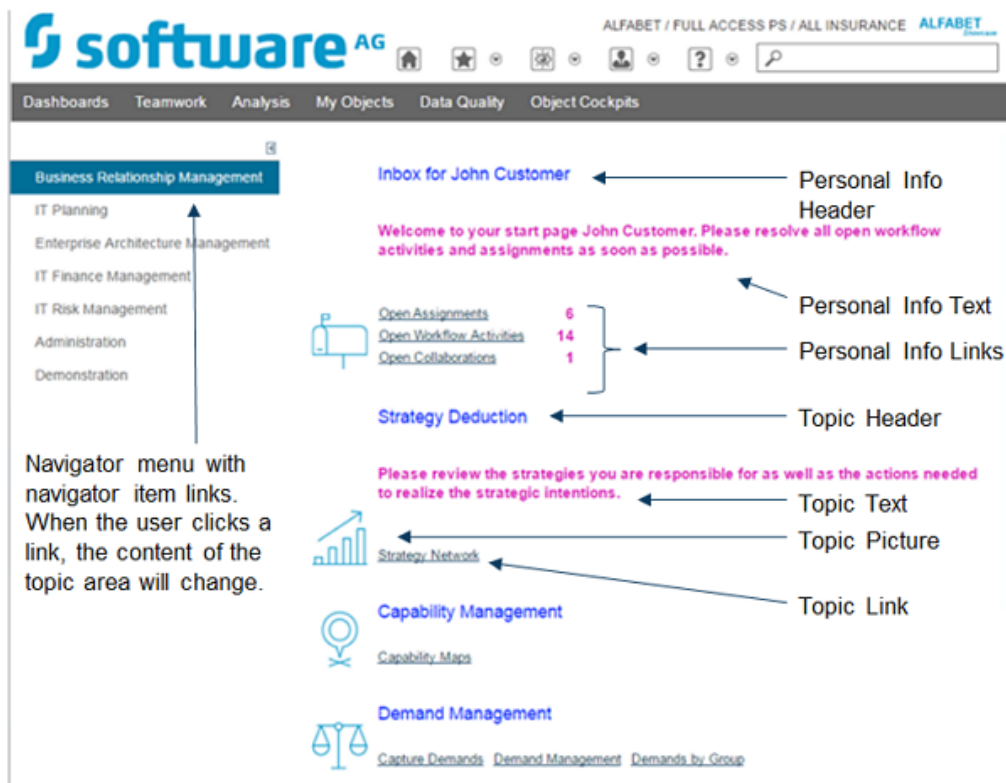 software AG
ALFABET / FULL ACCESS PS / ALL INSURANCE ALFABET
Showcase
Dashboards Teamwork Analysis My Objects Data Quality Object Cockpits
Business Relationship Management
IT Planning
Enterprise Architecture Management
IT Finance Management
IT Risk Management
Administration
Demonstration
Navigator menu with
navigator item links.
When the user clicks a
link, the content of the
topic area will change.
Inbox for John Customer
Personal Info
Header
Welcome to your start page John Customer. Please resolve all open workflow
activities and assignments as soon as possible.
Personal Info Text
Open Assignments 6
Open Workflow Activities 14
Open Collaborations 1
Personal Info Links
Strategy Deduction
Topic Header
Please review the strategies you are responsible for as well as the actions needed
to realize the strategic intentions.
Topic Text
Topic Picture
Strategy Network
Topic Link
Capability Management
Capability Maps
Demand Management
Capture Demands Demand Management Demands by Group